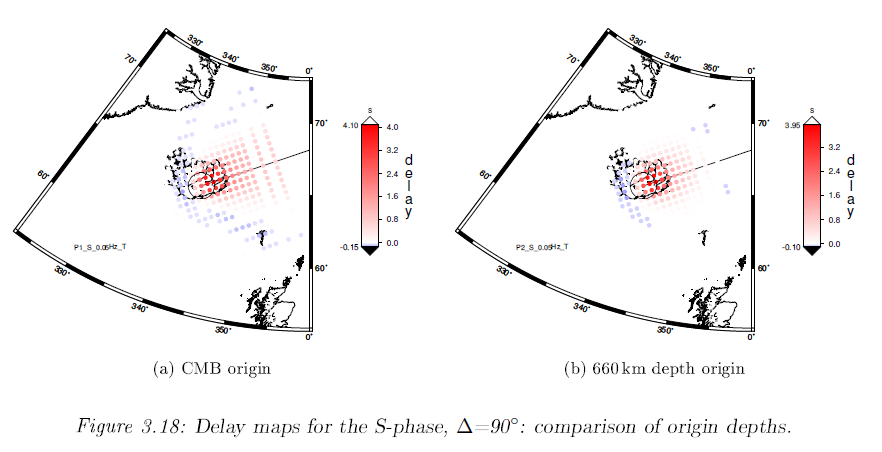 330° 340° 350° 0°
70°
70°
60°
60°
330°
340°
350°
0°
P1_S_0.05Hz_T
s
4.10
4.0
3.2
2.4
1.6
0.8
0.0
-0.15
delay
(a) CMB origin
330° 340° 350° 0°
70°
70°
60°
60°
330°
340°
350°
0°
P2_S_0.05Hz_T
s
3.95
3.2
2.4
1.6
0.8
0.0
-0.10
delay
(b) 660 km depth origin
Figure 3.18: Delay maps for the S-phase, Δ=90°: comparison of origin depths.